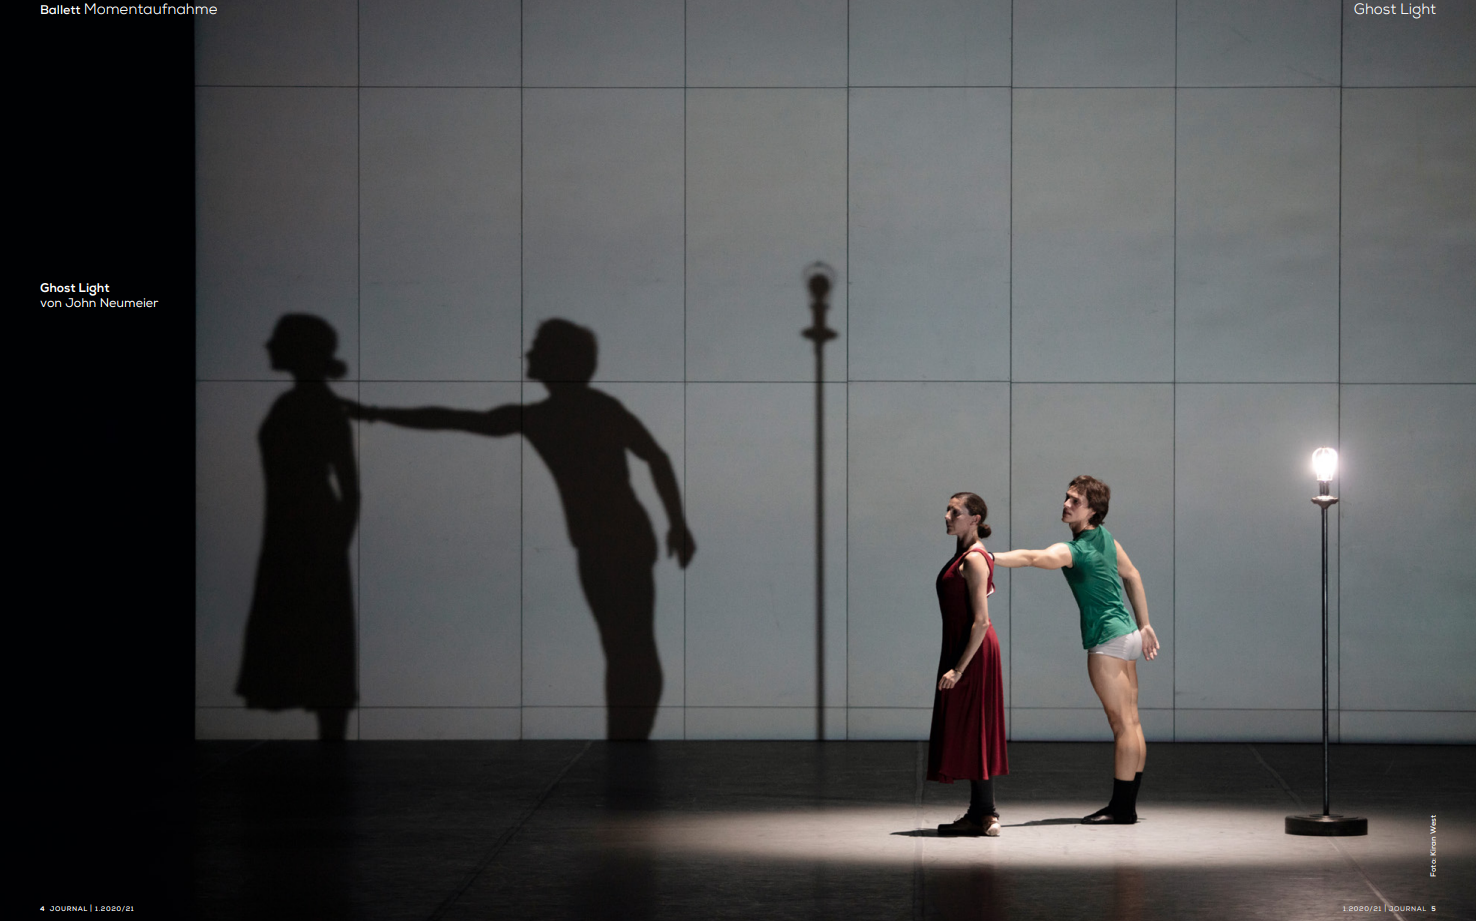 Ballett Momentaufnahme
Ghost Light
Ghost Light
von John Neumeier
Foto: Kiran West
4 JOURNAL | 1.2020/21
1.2020/21 | JOURNAL 5